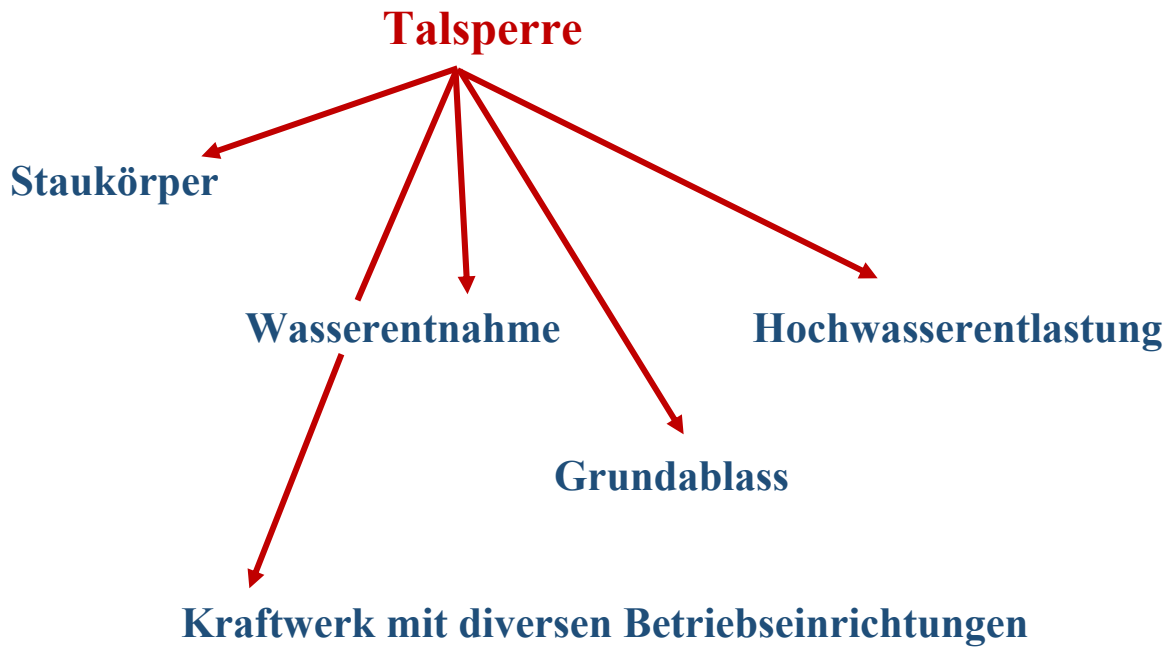 Talsperre
Staukörper
Wasserentnahme
Hochwasserentlastung
Grundablass
Kraftwerk mit diversen Betriebseinrichtungen